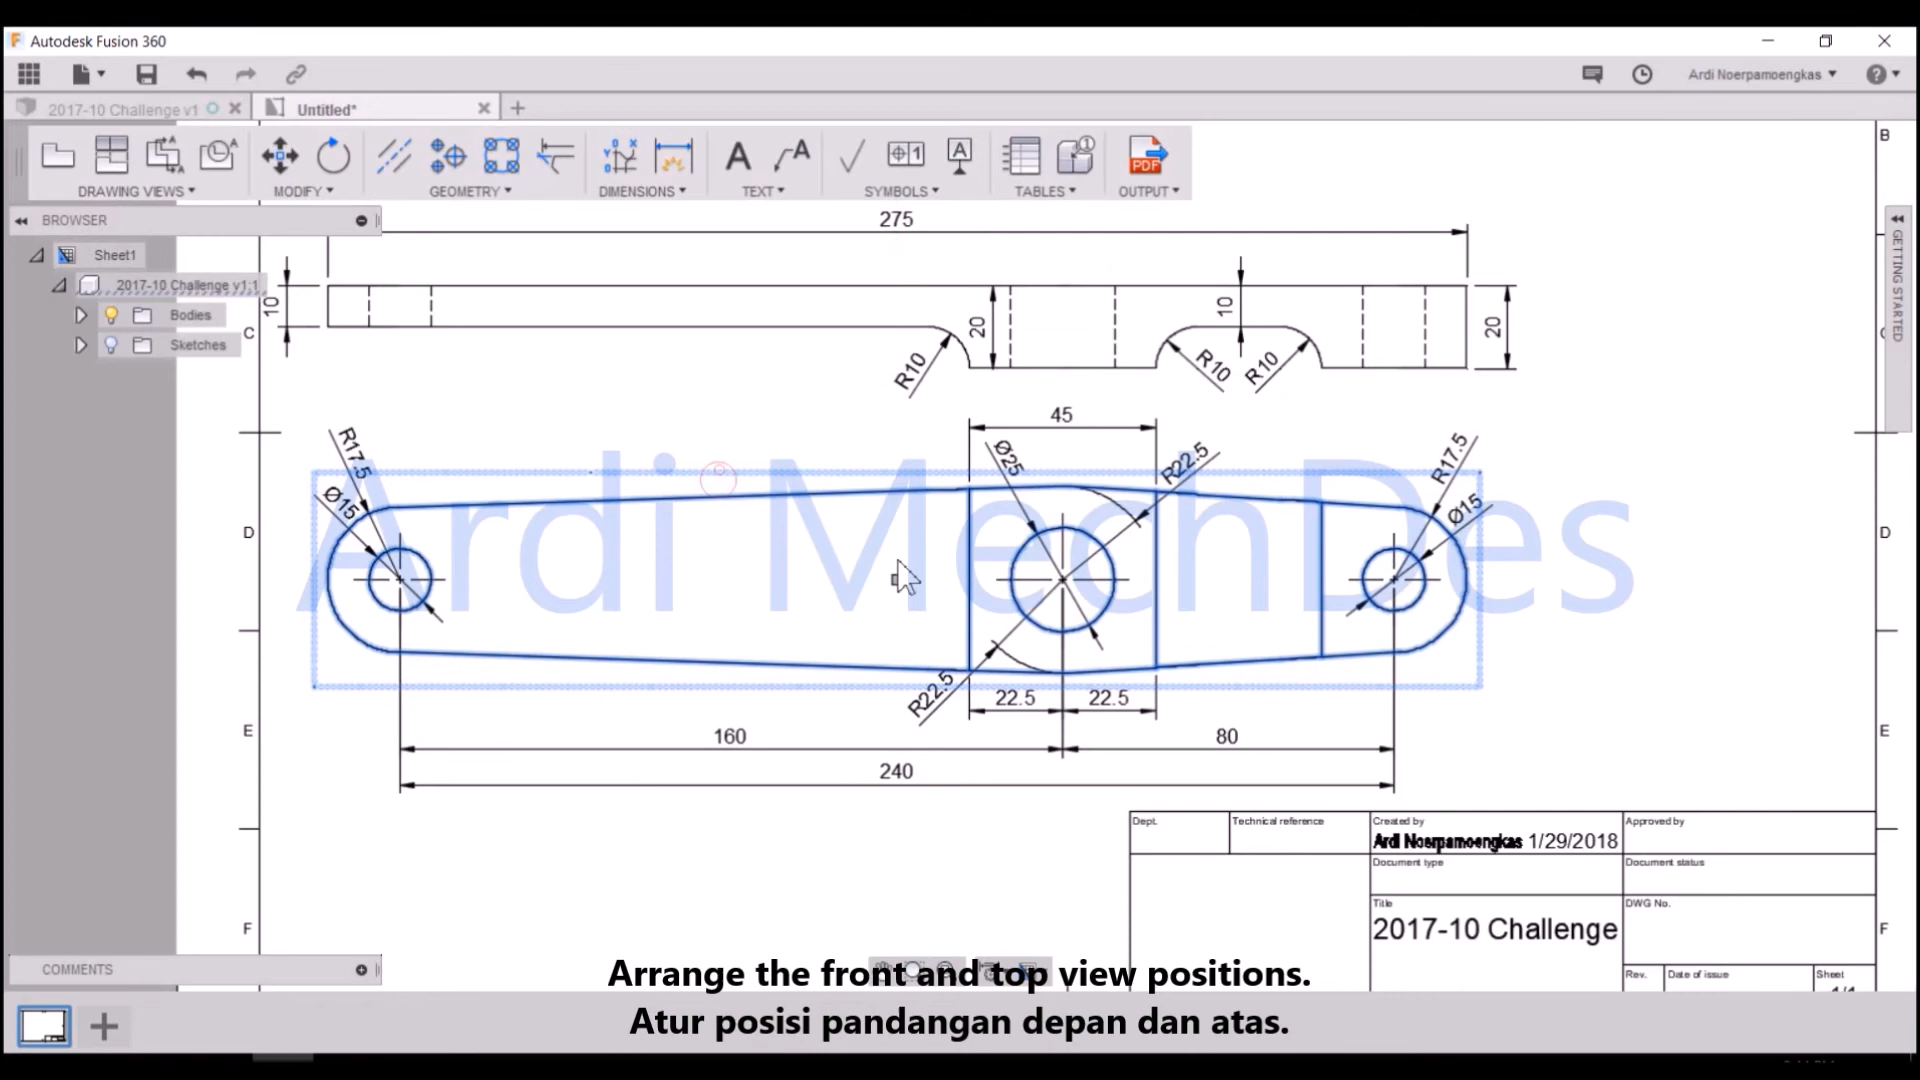 Autodesk Fusion 360
Ardi Noerpamoengkas
2017-10 Challenge v1
Untitled*
DRAWING VIEWS
MODIFY
GEOMETRY
DIMENSIONS
TEXT
SYMBOLS
TABLES
OUTPUT
PDF
BROWSER
Sheet1
2017-10 Challenge v1:1
Bodies
Sketches
GETTING STARTED
B
C
275
10
20
10
20
R10
R10
R10
45
R17.5
Ø15
Ø25
R22.5
R17.5
Ø15
Ardi MechDes
D
D
R22.5
22.5
22.5
E
E
160
80
240
Dept.
Technical reference
Created by
Approved by
Ardi Noerpamoengkas 1/29/2018
Document type
Document status
Title
DWG No.
2017-10 Challenge
F
F
Rev.
Date of issue
Sheet
1/1
COMMENTS
Arrange the front and top view positions.
Atur posisi pandangan depan dan atas.